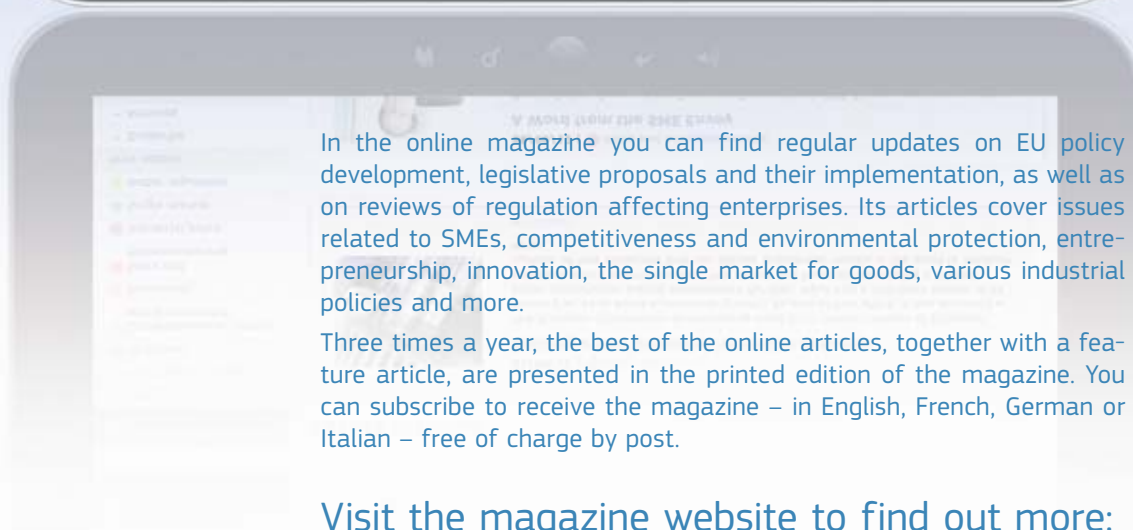 In the online magazine you can find regular updates on EU policy
development, legislative proposals and their implementation, as well as
on reviews of regulation affecting enterprises. Its articles cover issues
related to SMEs, competitiveness and environmental protection, entre-
preneurship, innovation, the single market for goods, various industrial
policies and more.
Three times a year, the best of the online articles, together with a fea-
ture article, are presented in the printed edition of the magazine. You
can subscribe to receive the magazine – in English, French, German or
Italian – free of charge by post.
Visit the magazine website to find out more: